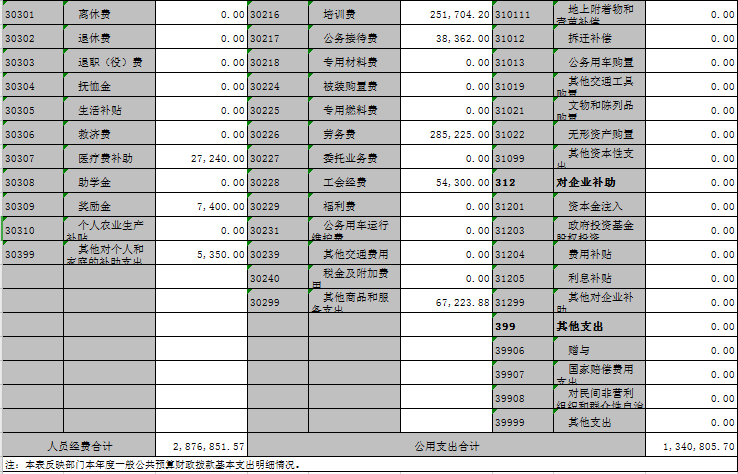 30301 离休费 0.00 30216 培训费 251,704.20 310111 地上附着物和青苗补偿 0.00
30302 退休费 0.00 30217 公务接待费 38,362.00 31012 拆迁补偿 0.00
30303 退职（役）费 0.00 30218 专用材料费 0.00 31013 公务用车购置 0.00
30304 抚恤金 0.00 30224 被装购置费 0.00 31019 其他交通工具购置 0.00
30305 生活补贴 0.00 30225 专用燃料费 0.00 31021 文物和陈列品购置 0.00
30306 救济费 0.00 30226 劳务费 285,225.00 31022 无形资产购置 0.00
30307 医疗费补助 27,240.00 30227 委托业务费 0.00 31099 其他资本性支出 0.00
30308 助学金 0.00 30228 工会经费 54,300.00 312 对企业补助 0.00
30309 奖励金 7,400.00 30229 福利费 0.00 31201 资本金注入 0.00
30310 个人农业生产补贴 0.00 30231 公务用车运行维护费 0.00 31203 政府投资基金股权投资 0.00
30399 其他对个人和家庭的补助支出 5,350.00 30239 其他交通费用 0.00 31204 费用补贴 0.00
30240 税金及附加费用 0.00 31205 利息补贴 0.00
30299 其他商品和服务支出 67,223.88 31299 其他对企业补助 0.00
399 其他支出 0.00
39906 赠与 0.00
39907 国家赔偿费用支出 0.00
39908 对民间非营利组织和群众性自治 0.00
39999 其他支出 0.00
人员经费合计 2,876,851.57 公用支出合计 1,340,805.70
注：本表反映部门本年度一般公共预算财政拨款基本支出明细情况。